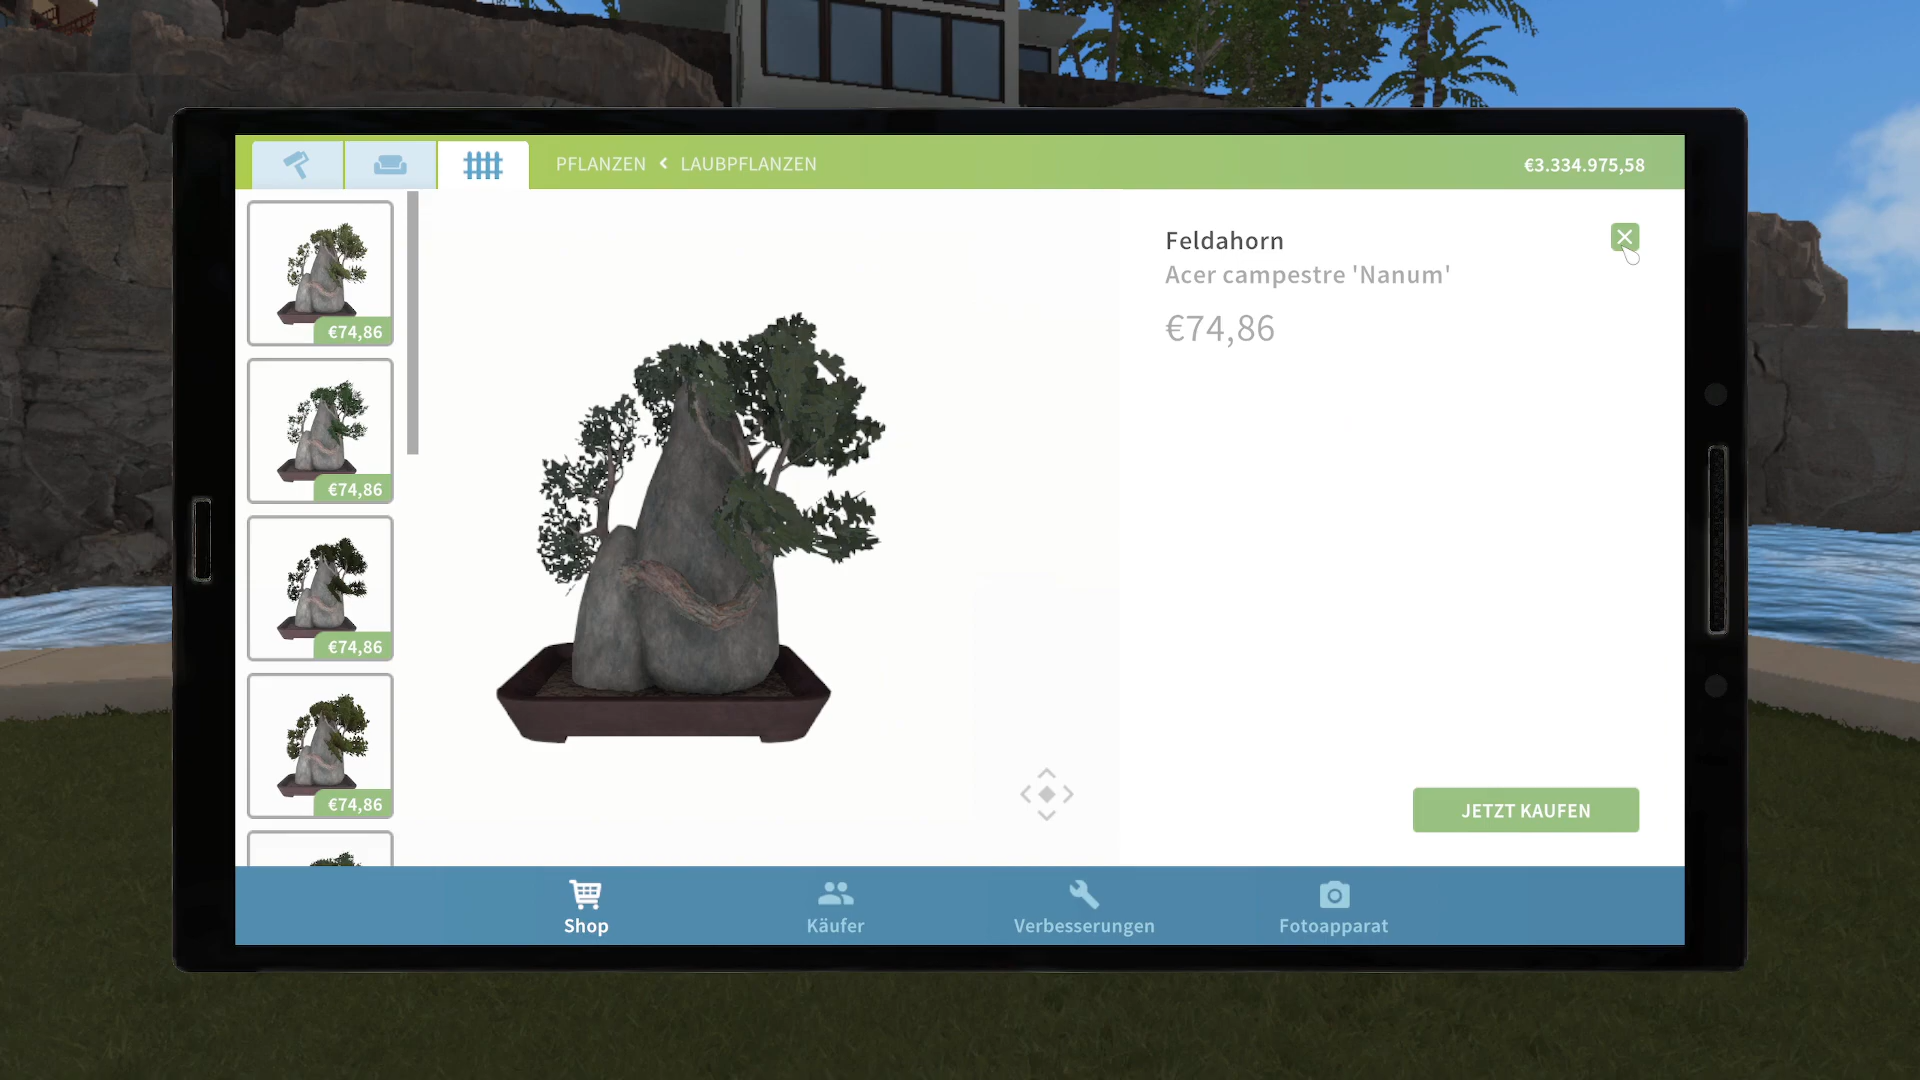 PFLANZEN < LAUBPFLANZEN
€3.334.975,58
€74,86
€74,86
€74,86
€74,86
Feldahorn
Acer campestre 'Nanum'
€74,86
JETZT KAUFEN
Shop
Käufer
Verbesserungen
Fotoapparat